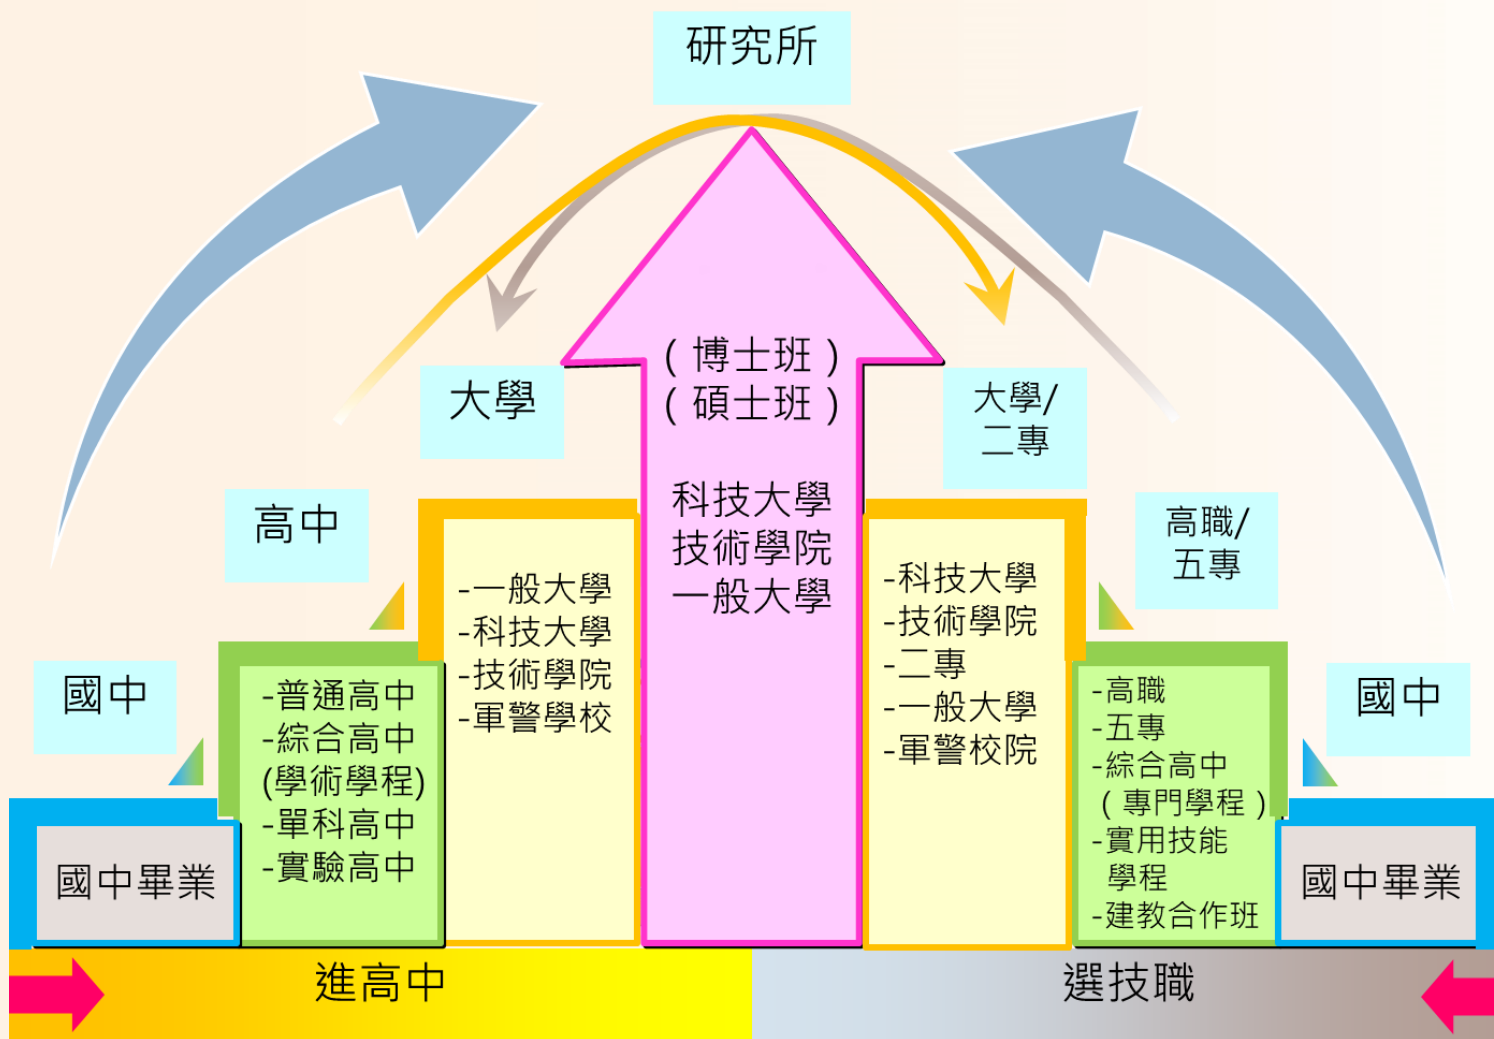 研究所
(博士班)
(碩士班)
科技大學
技術學院
一般大學
大學
-一般大學
-科技大學
-技術學院
-軍警學校
高中
-普通高中
-綜合高中
(學術學程)
-單科高中
-實驗高中
國中
國中畢業
大學/
二專
-科技大學
-技術學院
-二專
-一般大學
-軍警校院
高職/
五專
-高職
-五專
-綜合高中
(專門學程)
-實用技能
學程
-建教合作班
國中
國中畢業
進高中
選技職